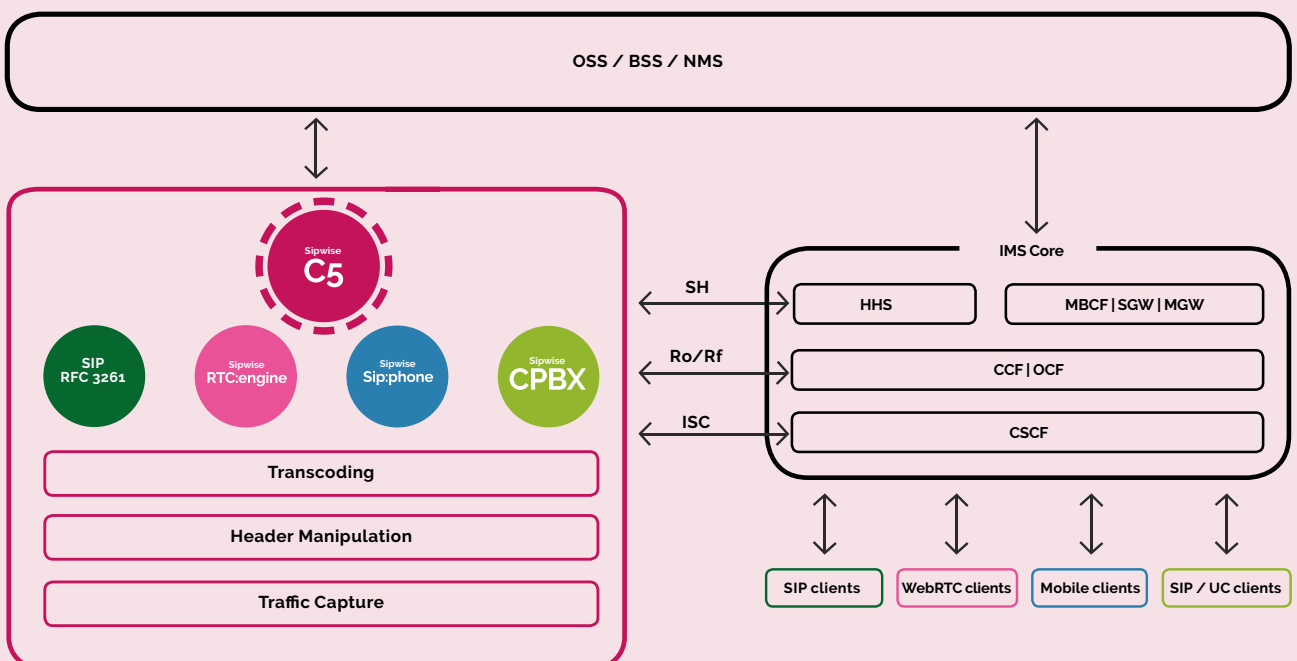 OSS / BSS / NMS
Sipwise
C5
SIP
RFC 3261
Sipwise
RTC:engine
Sipwise
Sip:phone
Sipwise
CPBX
Transcoding
Header Manipulation
Traffic Capture
SH
Ro/Rf
ISC
IMS Core
HHS
MBCF | SGW | MGW
CCF | OCF
CSCF
SIP clients
WebRTC clients
Mobile clients
SIP / UC clients